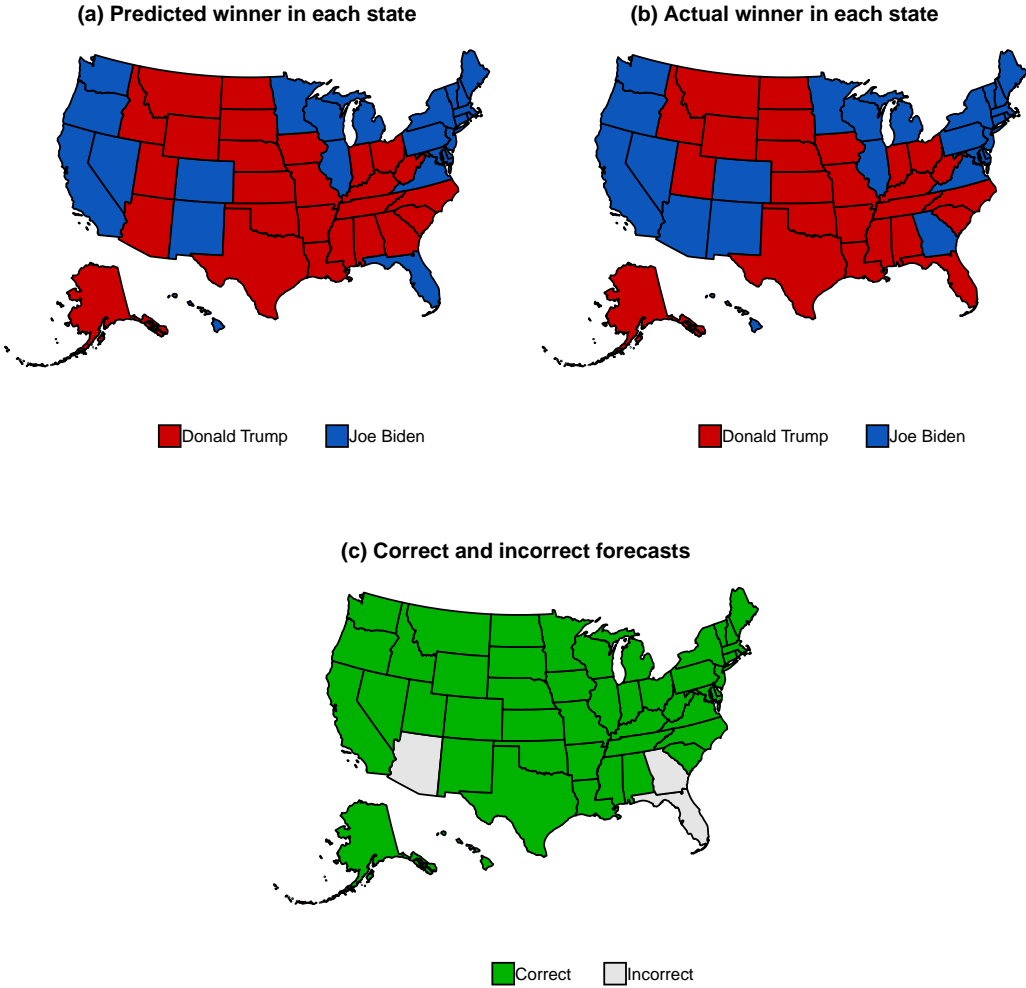 (a) Predicted winner in each state
(b) Actual winner in each state
Donald Trump
Joe Biden
Donald Trump
Joe Biden
(c) Correct and incorrect forecasts
Correct
Incorrect